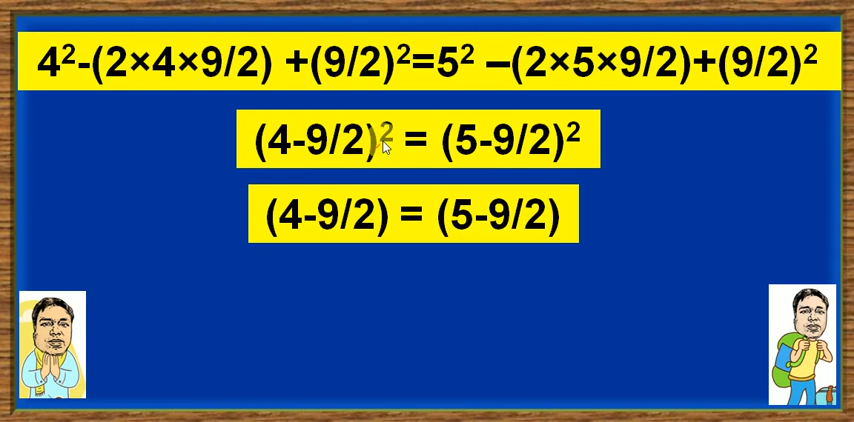 4²-(2×4×9/2) +(9/2)²=5² –(2×5×9/2)+(9/2)²
(4-9/2)² = (5-9/2)²
(4-9/2) = (5-9/2)